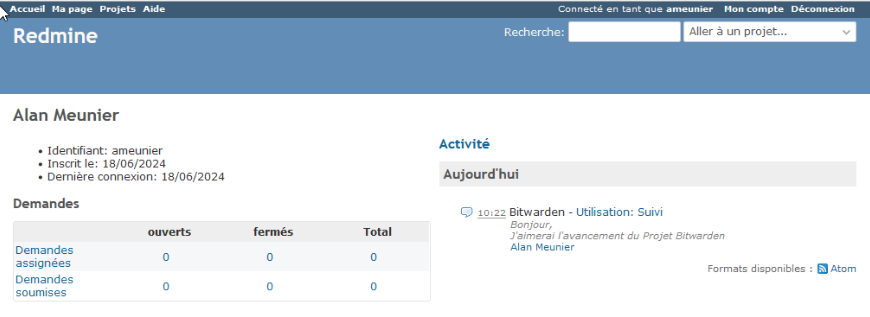 Accueil Ma page Projets Aide Connecté en tant que ameunier Mon compte Déconnexion
Redmine Recherche: Aller à un projet...
Alan Meunier
• Identifiant: ameunier
• Inscrit le: 18/06/2024
• Dernière connexion: 18/06/2024
Demandes
ouverts fermés Total
Demandes assignées 0 0 0
Demandes soumises 0 0 0
Activité
Aujourd'hui
10:22 Bitwarden - Utilisation: Suivi
Bonjour,
J'aimerai l'avancement du Projet Bitwarden
Alan Meunier
Formats disponibles : Atom